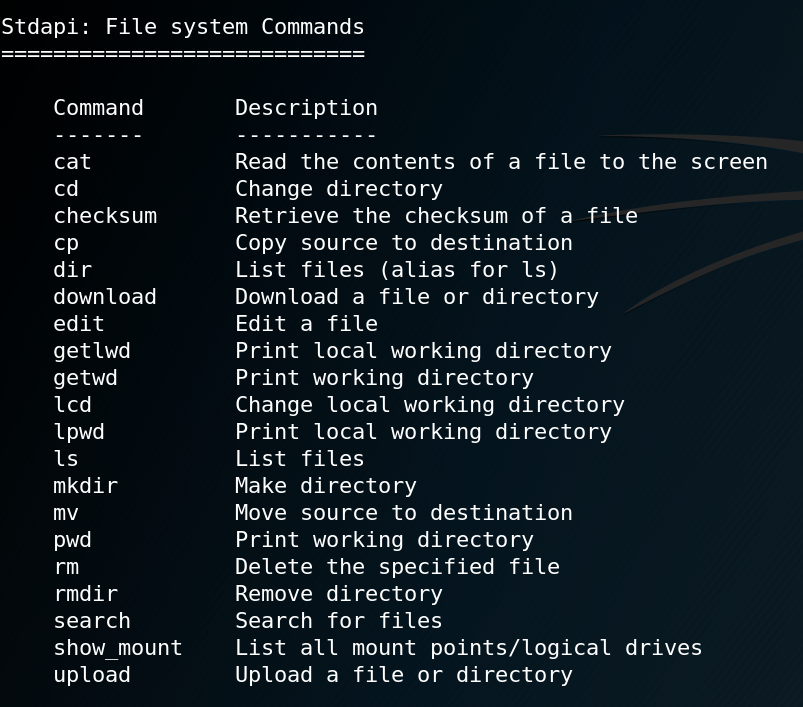 Stdapi: File system Commands
============================
Command Description
------- -----------
cat Read the contents of a file to the screen
cd Change directory
checksum Retrieve the checksum of a file
cp Copy source to destination
dir List files (alias for ls)
download Download a file or directory
edit Edit a file
getlwd Print local working directory
getwd Print working directory
lcd Change local working directory
lpwd Print local working directory
ls List files
mkdir Make directory
mv Move source to destination
pwd Print working directory
rm Delete the specified file
rmdir Remove directory
search Search for files
show_mount List all mount points/logical drives
upload Upload a file or directory